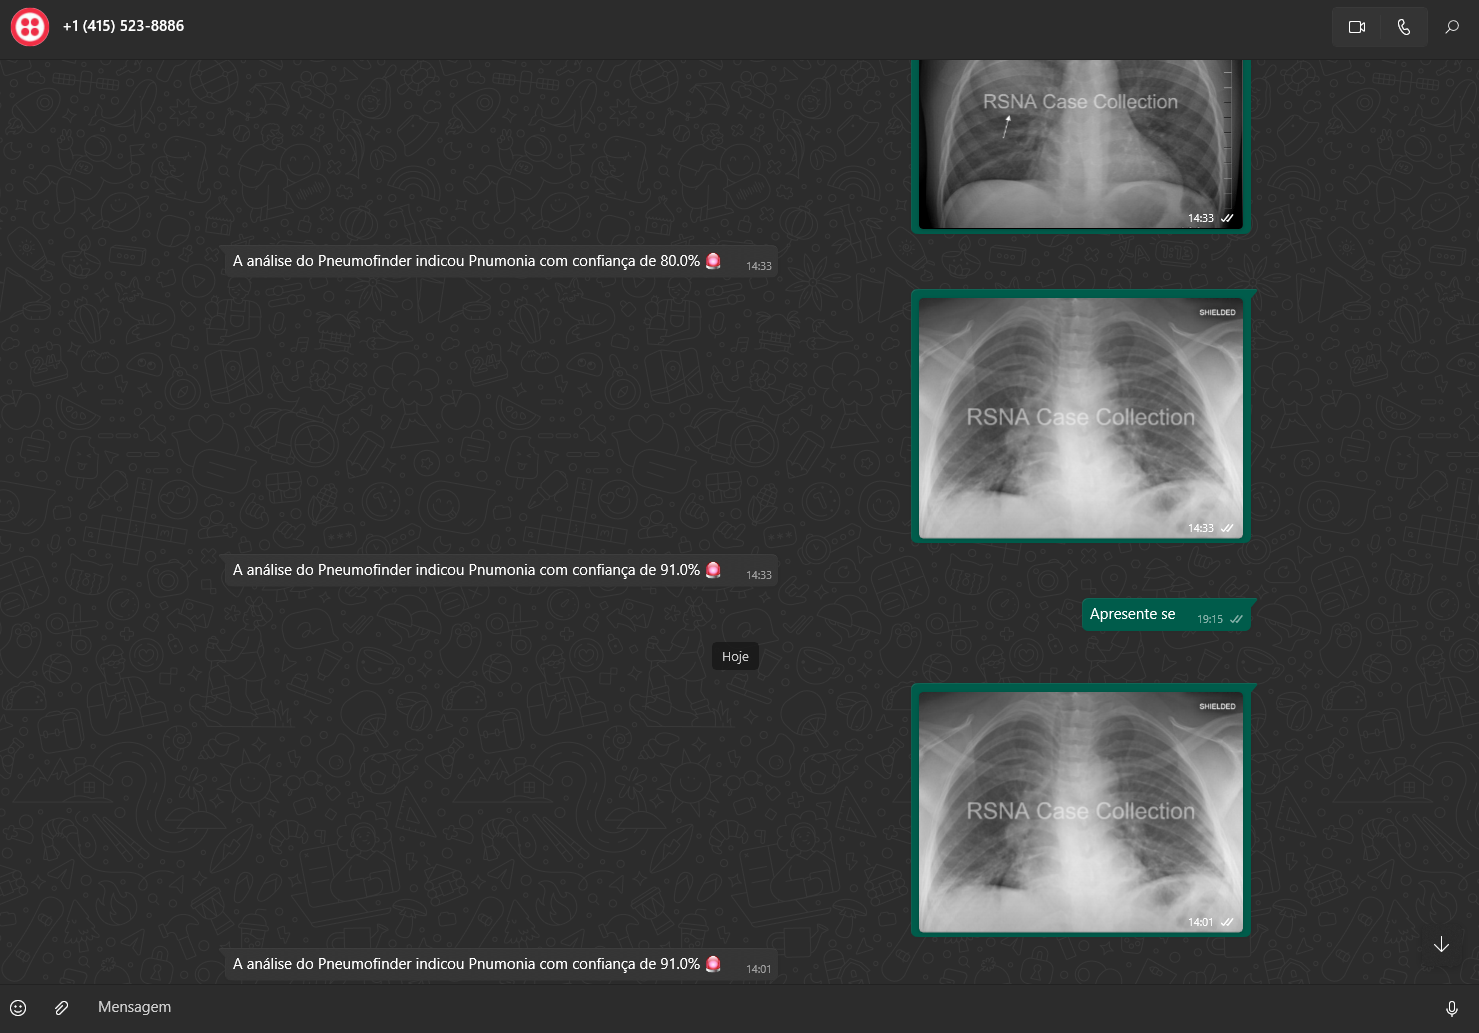 +1 (415) 523-8886
RSNA Case Collection
14:33
A análise do Pneumofinder indicou Pnumonia com confiança de 80.0% 🚨
14:33
SHIELDED
RSNA Case Collection
14:33
A análise do Pneumofinder indicou Pnumonia com confiança de 91.0% 🚨
14:33
Apresente se
19:15
Hoje
SHIELDED
RSNA Case Collection
14:01
A análise do Pneumofinder indicou Pnumonia com confiança de 91.0% 🚨
14:01
Mensagem